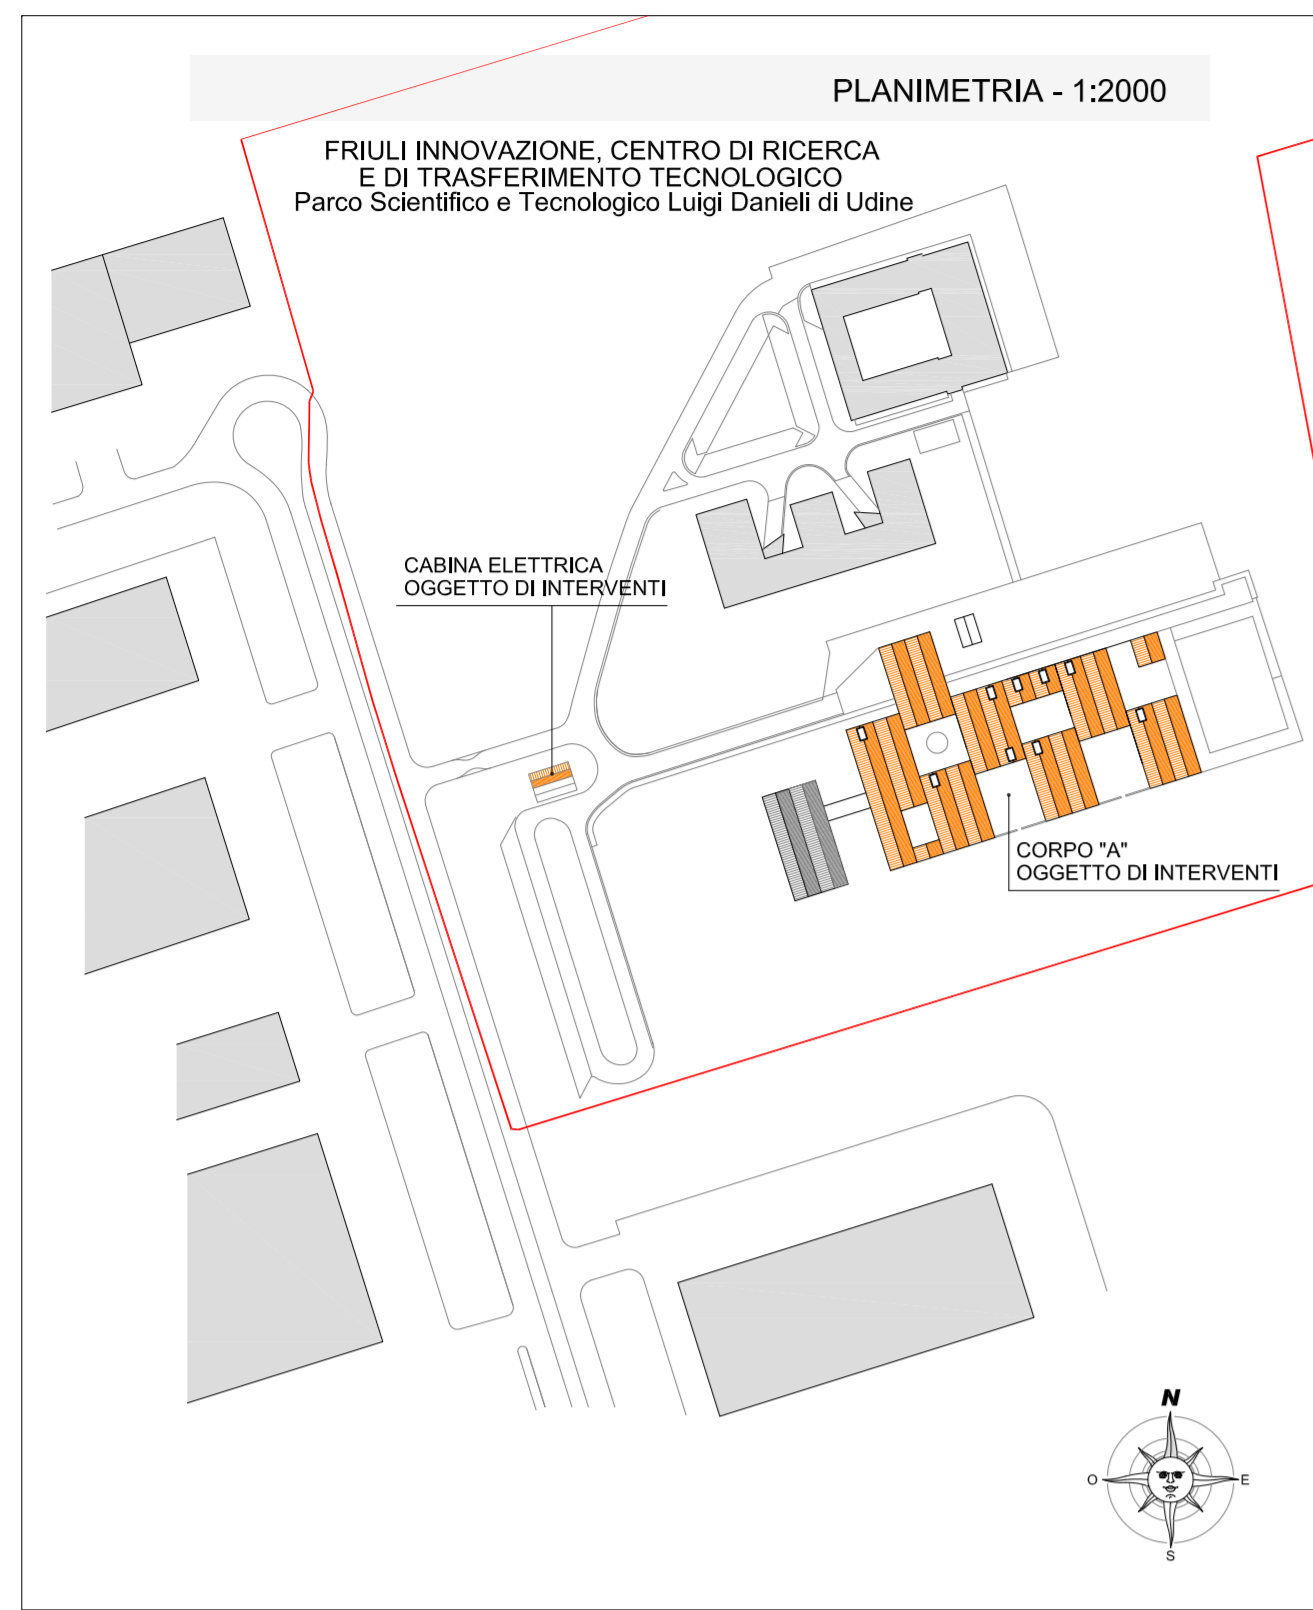 PLANIMETRIA - 1:2000
FRIULI INNOVAZIONE, CENTRO DI RICERCA
E DI TRASFERIMENTO TECNOLOGICO
Parco Scientifico e Tecnologico Luigi Danieli di Udine
CABINA ELETTRICA
OGGETTO DI INTERVENTI
CORPO "A"
OGGETTO DI INTERVENTI
N
O
E
S